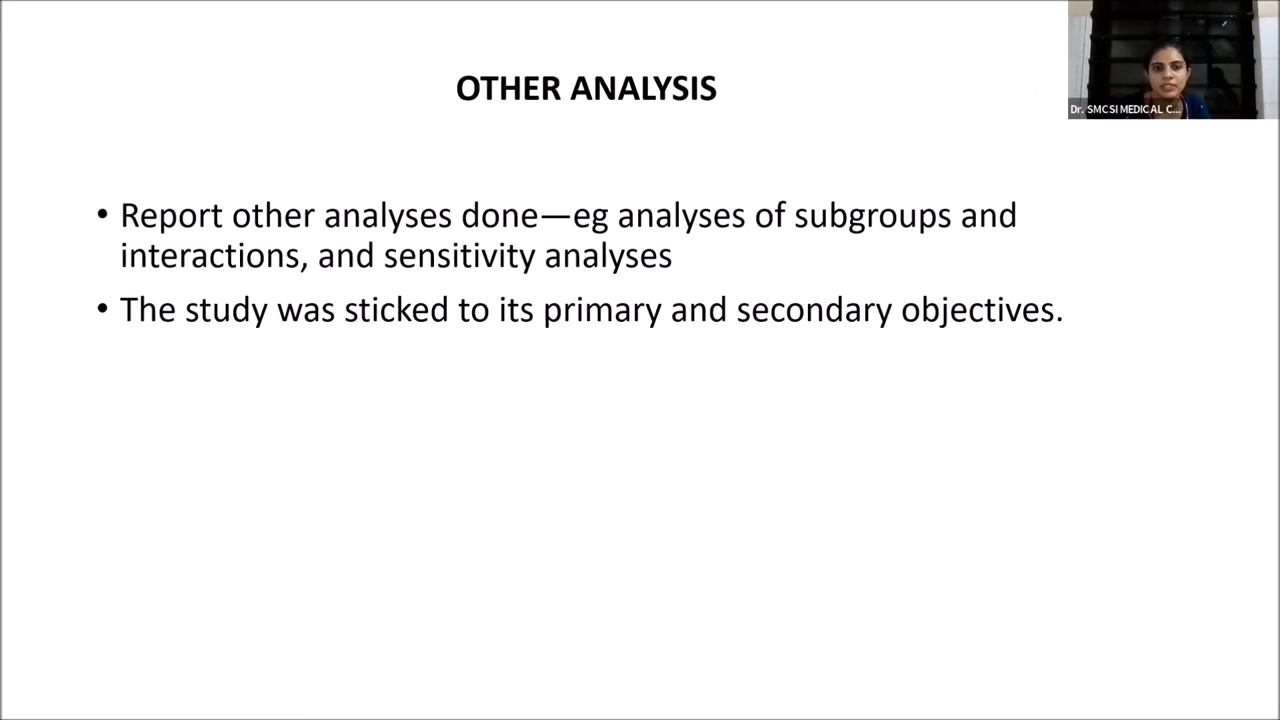 OTHER ANALYSIS
Dr. SMCSI MEDICAL C...
• Report other analyses done—eg analyses of subgroups and
interactions, and sensitivity analyses
• The study was sticked to its primary and secondary objectives.